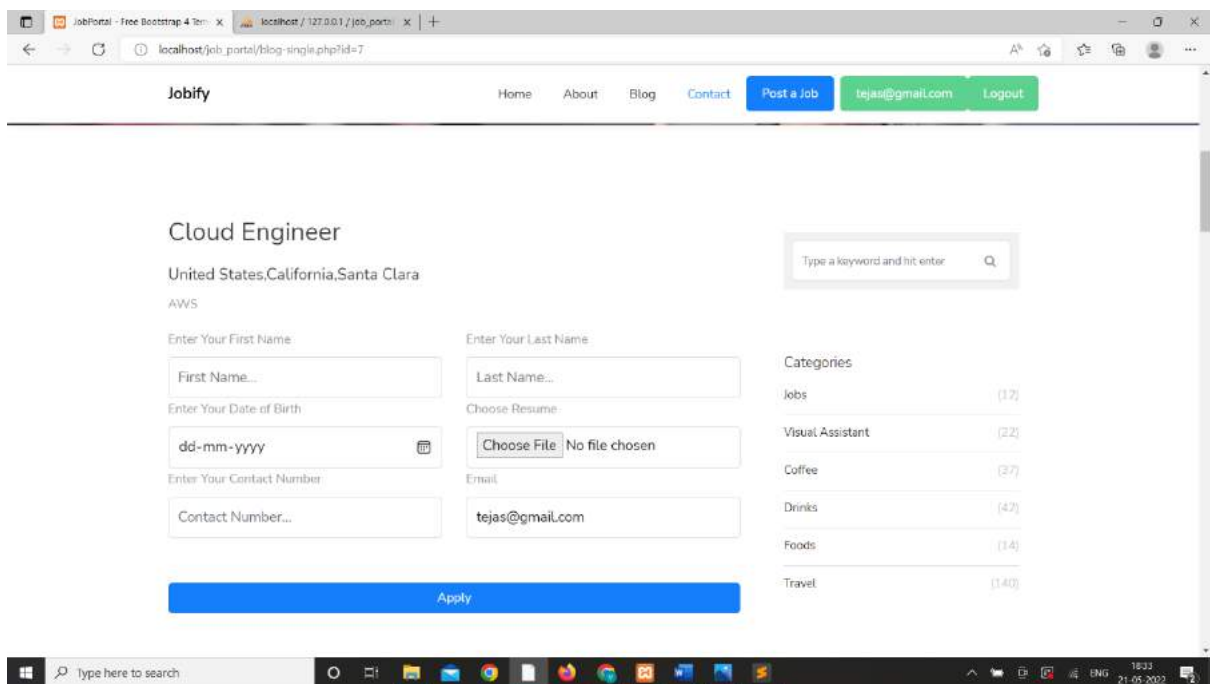 JobPortal - Free Bootstrap 4 Tem
localhost / 127.0.0.1 / job_porta
localhost/job_portal/blog-single.php?id=7
Jobify
Home About Blog Contact Post a Job tejas@gmail.com Logout
Cloud Engineer
United States,California,Santa Clara
AWS
Enter Your First Name Enter Your Last Name
First Name... Last Name...
Enter Your Date of Birth Choose Resume
dd-mm-yyyy Choose File No file chosen
Enter Your Contact Number Email
Contact Number... tejas@gmail.com
Apply
Type a keyword and hit enter
Categories
Jobs (12)
Visual Assistant (22)
Coffee (37)
Drinks (42)
Foods (14)
Travel (140)
Type here to search
ENG
18:33
21-05-2022